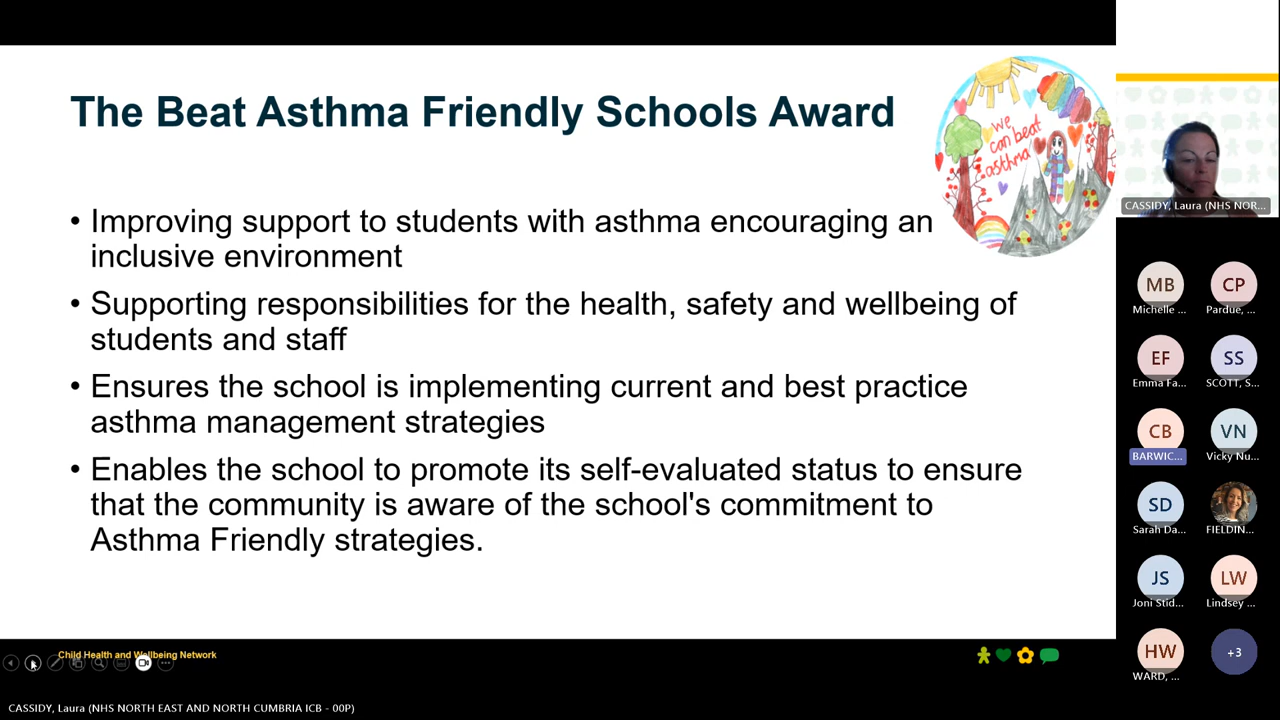 The Beat Asthma Friendly Schools Award
we
can beat
asthma
• Improving support to students with asthma encouraging an
inclusive environment
• Supporting responsibilities for the health, safety and wellbeing of
students and staff
• Ensures the school is implementing current and best practice
asthma management strategies
• Enables the school to promote its self-evaluated status to ensure
that the community is aware of the school's commitment to
Asthma Friendly strategies.
Child Health and Wellbeing Network
CASSIDY, Laura (NHS NORTH EAST AND NORTH CUMBRIA ICB - 00P)
CASSIDY, Laura (NHS NOR...
MB
Michelle ...
CP
Pardue, ...
EF
Emma Fa...
SS
SCOTT, S...
CB
BARWIC...
VN
Vicky Nu...
SD
Sarah Da...
FIELDIN...
JS
Joni Stid...
LW
Lindsey ...
HW
WARD, ...
+3